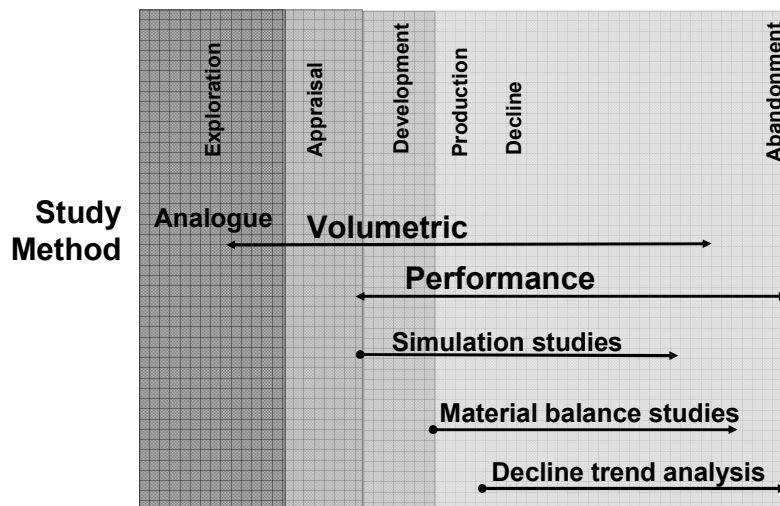 Exploration
Appraisal
Development
Production
Decline
Abandonment
Study
Method
Analogue
Volumetric
Performance
Simulation studies
Material balance studies
Decline trend analysis